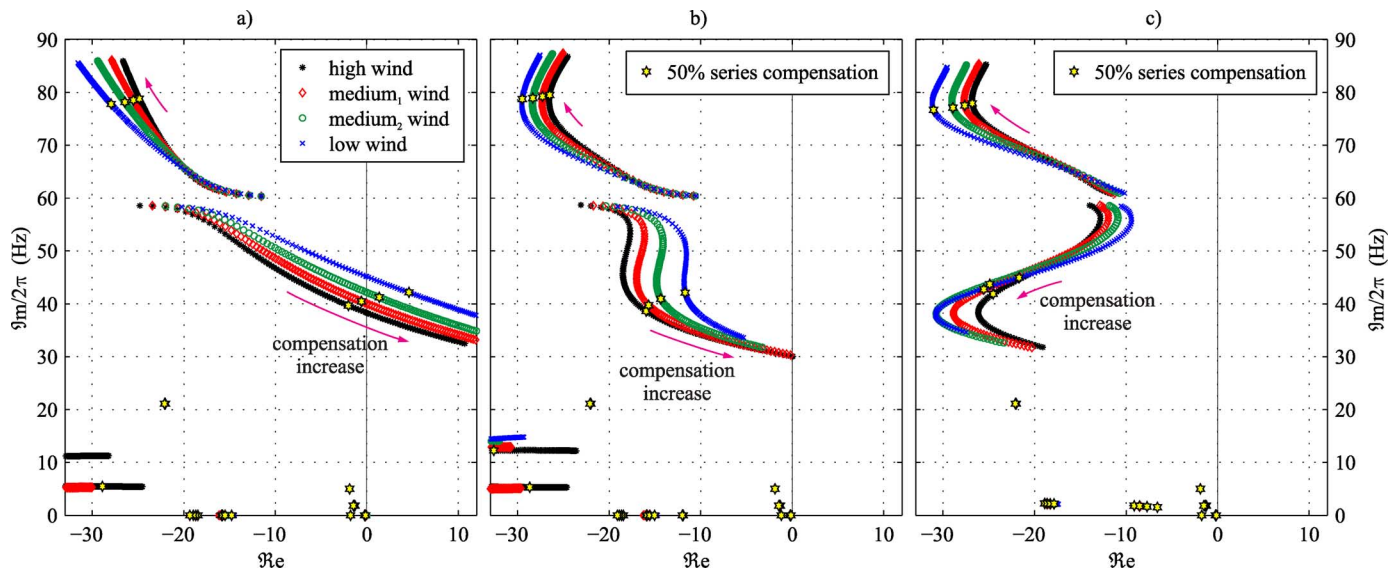 a)
b)
c)
high wind
medium₁ wind
medium₂ wind
low wind
50% series compensation
50% series compensation
compensation
increase
compensation
increase
compensation
increase
ℑm/2π (Hz)
90
80
70
60
50
40
30
20
10
0
−30 −20 −10 0 10
ℜe
−30 −20 −10 0
ℜe
−30 −20 −10 0 10
ℜe
90
80
70
60
50
40
30
20
10
0
ℑm/2π (Hz)